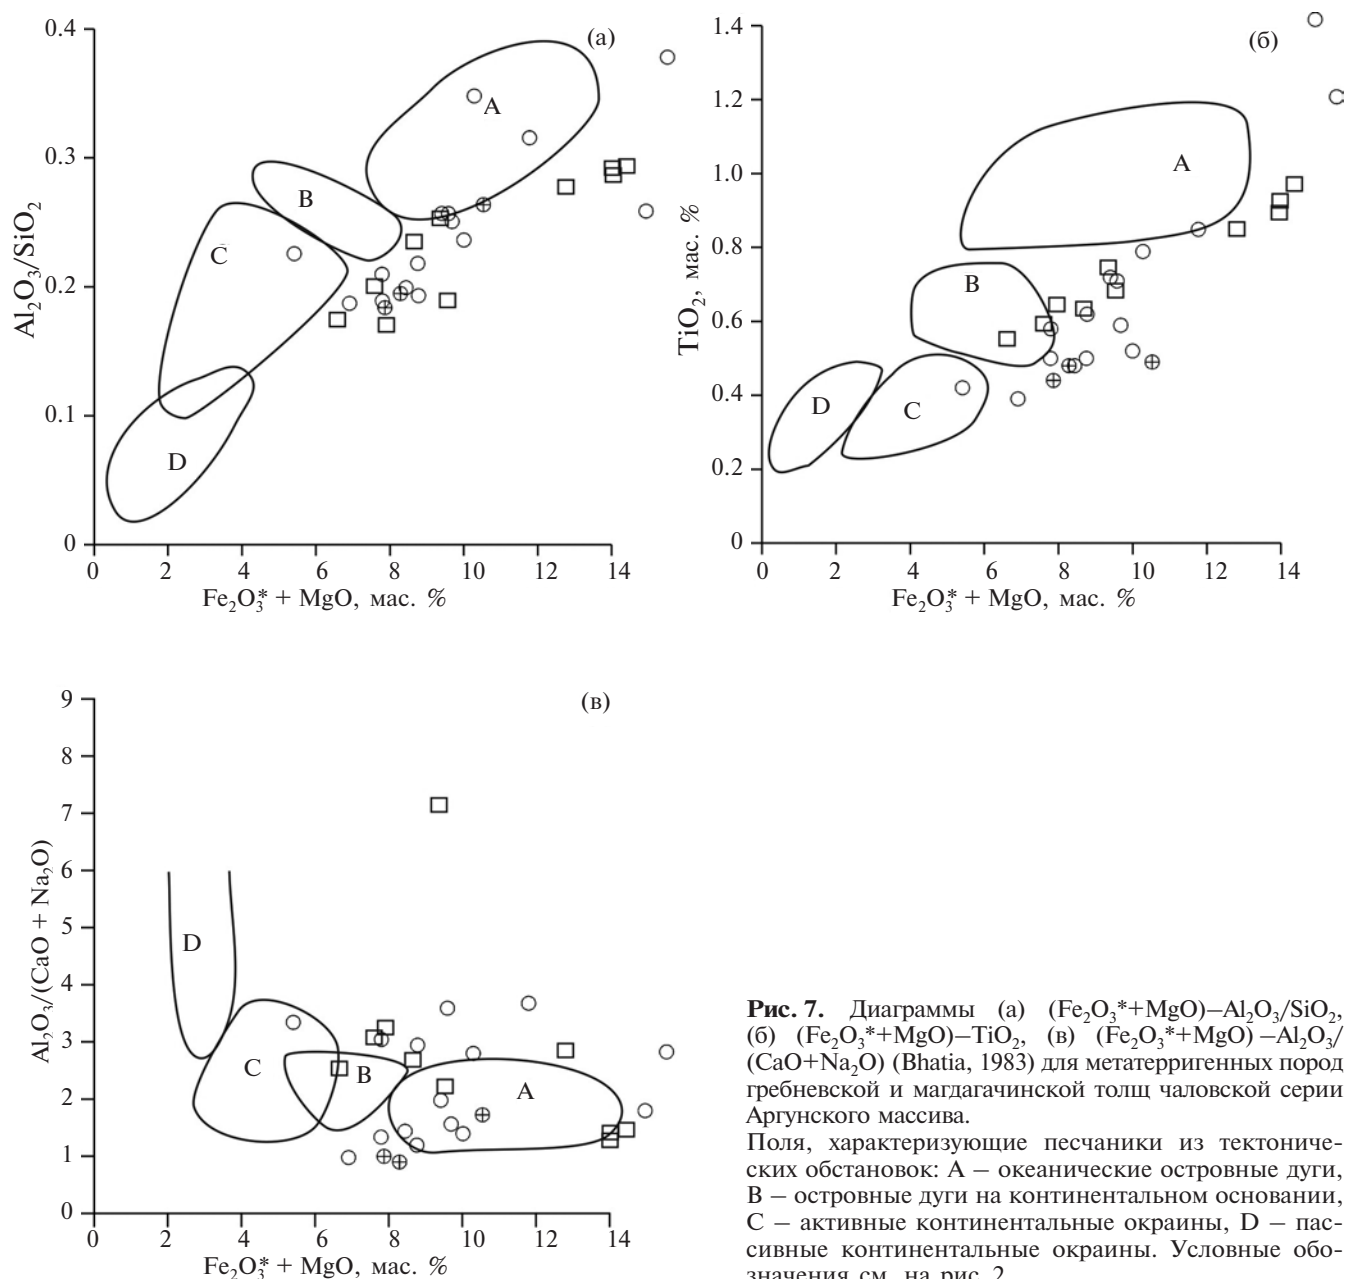 (а)
Al₂O₃/SiO₂
0.4
0.3
0.2
0.1
0
A
B
C
D
0 2 4 6 8 10 12 14
Fe₂O₃* + MgO, мас. %
(б)
TiO₂, мас. %
1.4
1.2
1.0
0.8
0.6
0.4
0.2
0
A
B
D
C
0 2 4 6 8 10 12 14
Fe₂O₃* + MgO, мас. %
(в)
Al₂O₃/(CaO + Na₂O)
9
8
7
6
5
4
3
2
1
0
D
C
B
A
0 2 4 6 8 10 12 14
Fe₂O₃* + MgO, мас. %
Рис. 7. Диаграммы (а) (Fe₂O₃*+MgO)–Al₂O₃/SiO₂,
(б) (Fe₂O₃*+MgO)–TiO₂, (в) (Fe₂O₃*+MgO) –Al₂O₃/
(CaO+Na₂O) (Bhatia, 1983) для метатерригенных пород
гребневской и магдагачинской толщ чаловской серии
Аргунского массива.
Поля, характеризующие песчаники из тектониче-
ских обстановок: A – океанические островные дуги,
B – островные дуги на континентальном основании,
C – активные континентальные окраины, D – пас-
сивные континентальные окраины. Условные обо-
значения см. на рис. 2.